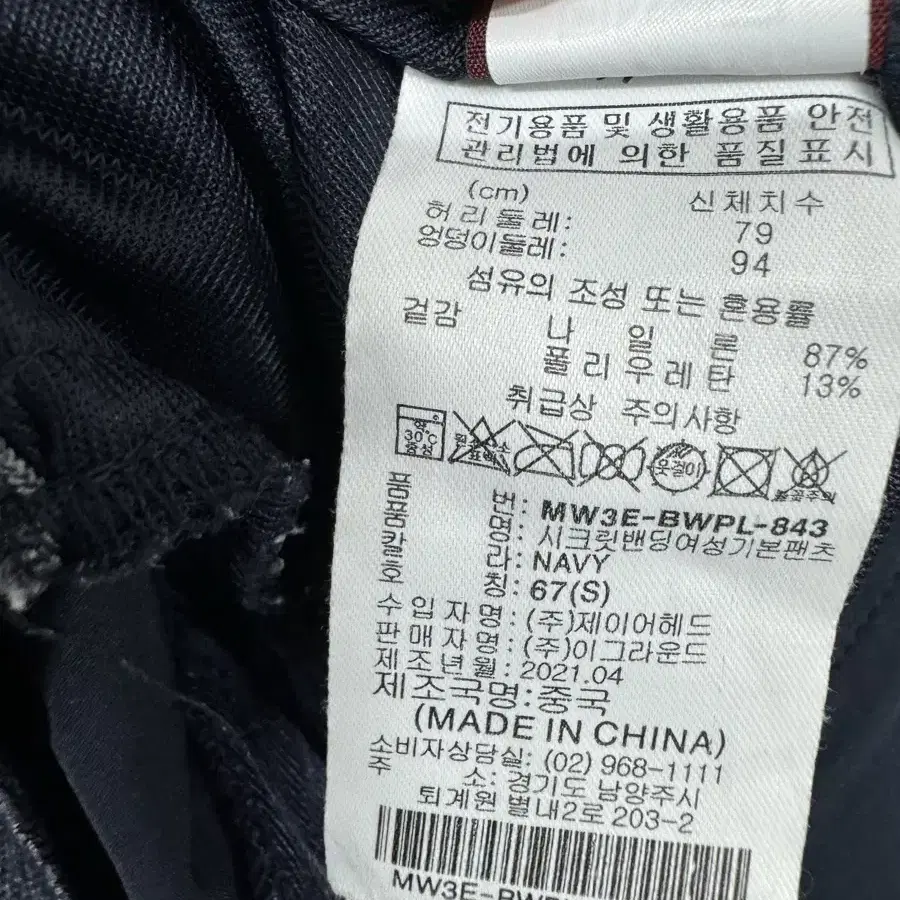 전기용품 및 생활용품 안전
관리법에 의한 품질표시
(cm) 신체치수
허리둘레: 79
엉덩이둘레: 94
섬유의 조성 또는 혼용률
겉감 나 일 론 87%
폴리우레탄 13%
취급상 주의사항
약 30℃ 중성
옷걸이
품 번: MW3E-BWPL-843
품 명: 시크릿밴딩여성기본팬츠
칼 라: NAVY
호 칭: 67(S)
수입자명: (주)제이어헤드
판매자명: (주)이그라운드
제조년월: 2021.04
제조국명: 중국
(MADE IN CHINA)
소비자상담실: (02) 968-1111
주 소: 경기도 남양주시
퇴계원 별내2로 203-2